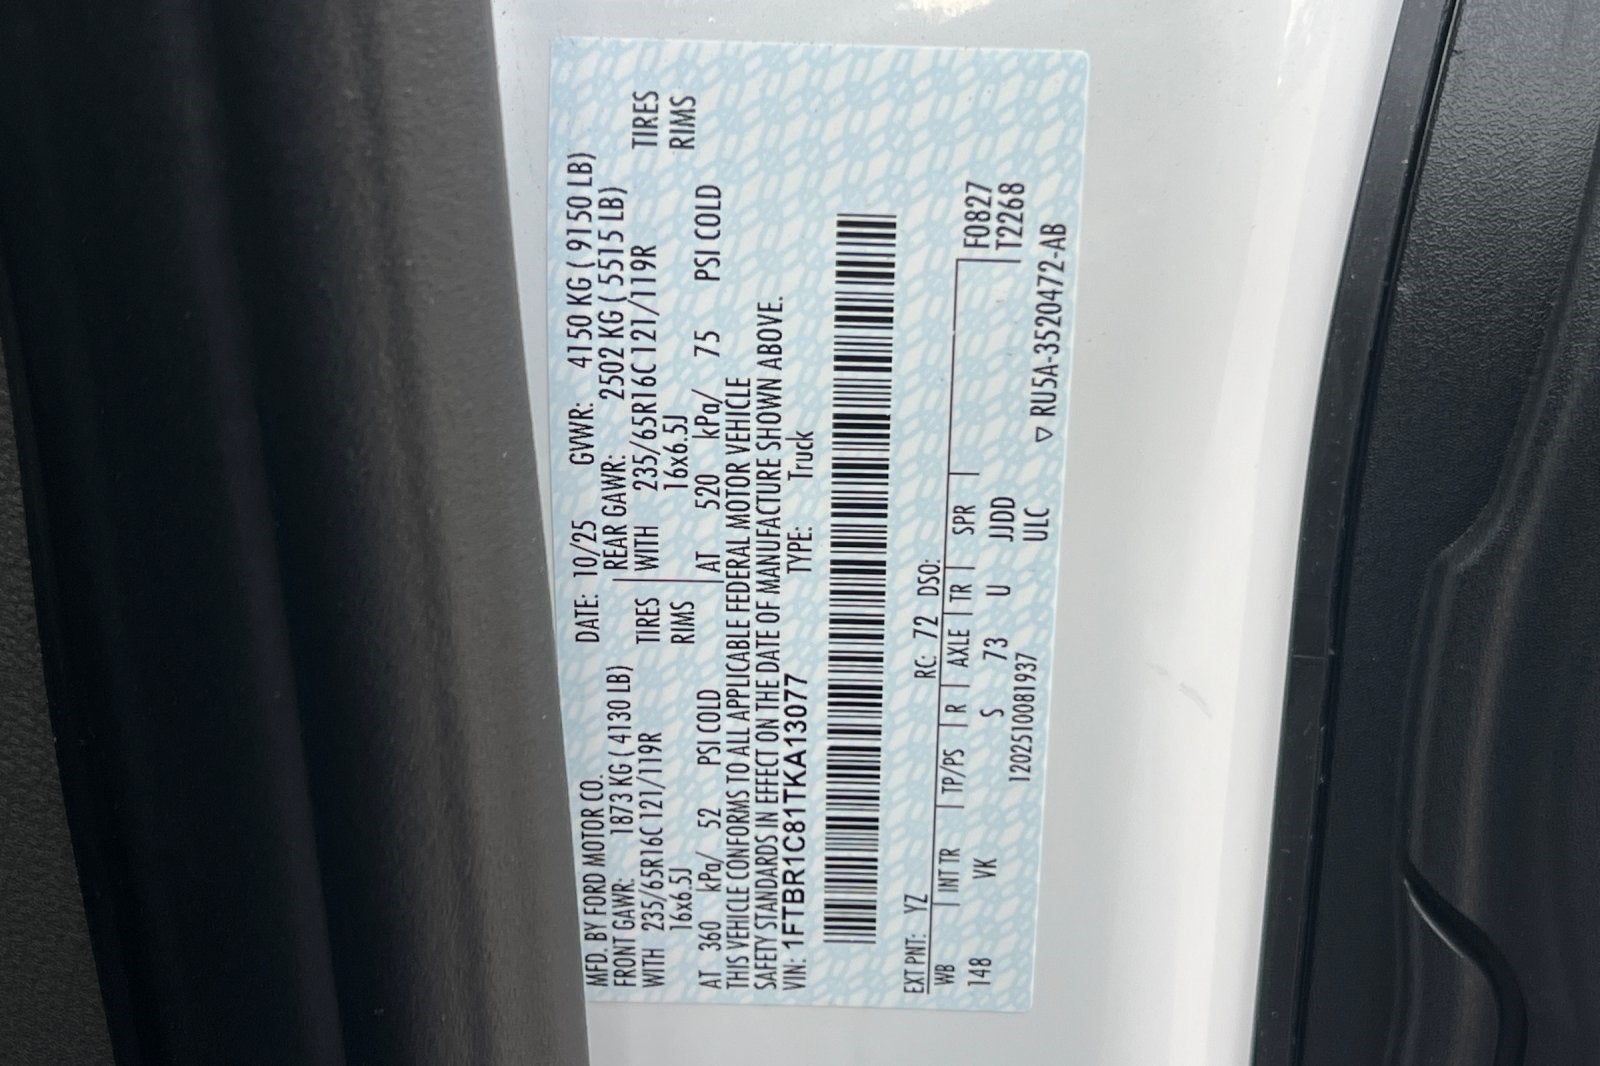 MFD. BY FORD MOTOR CO. DATE: 10/25 GVWR: 4150 KG ( 9150 LB)
FRONT GAWR: 1873 KG ( 4130 LB) REAR GAWR: 2502 KG ( 5515 LB)
WITH 235/65R16C 121/119R TIRES WITH 235/65R16C 121/119R TIRES
16x6.5J RIMS 16x6.5J RIMS
AT 360 kPa/ 52 PSI COLD AT 520 kPa/ 75 PSI COLD
THIS VEHICLE CONFORMS TO ALL APPLICABLE FEDERAL MOTOR VEHICLE
SAFETY STANDARDS IN EFFECT ON THE DATE OF MANUFACTURE SHOWN ABOVE.
VIN: 1FTBR1C81TKA13077 TYPE: Truck
EXT PNT: YZ RC: 72 DSO:
WB INT TR TP/PS R AXLE TR SPR F0827
148 VK S 73 U JJDD T2268
120251008193​7 ULC
▽ RU5A-3520472-AB